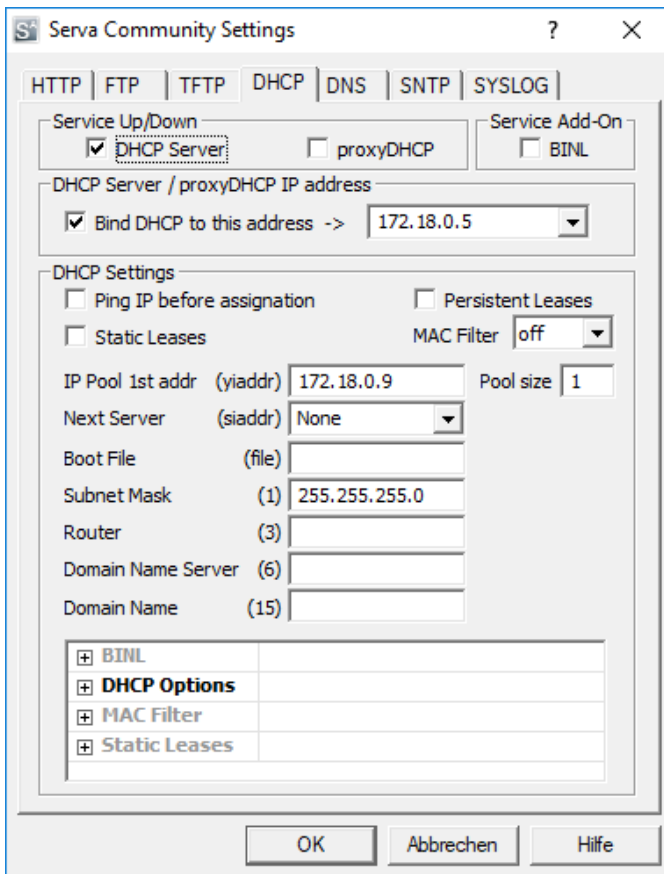 Serva Community Settings ? X
HTTP FTP TFTP DHCP DNS SNTP SYSLOG
Service Up/Down Service Add-On
DHCP Server proxyDHCP BINL
DHCP Server / proxyDHCP IP address
Bind DHCP to this address -> 172.18.0.5
DHCP Settings
Ping IP before assignation Persistent Leases
Static Leases MAC Filter off
IP Pool 1st addr (yiaddr) 172.18.0.9 Pool size 1
Next Server (siaddr) None
Boot File (file)
Subnet Mask (1) 255.255.255.0
Router (3)
Domain Name Server (6)
Domain Name (15)
BINL
DHCP Options
MAC Filter
Static Leases
OK Abbrechen Hilfe